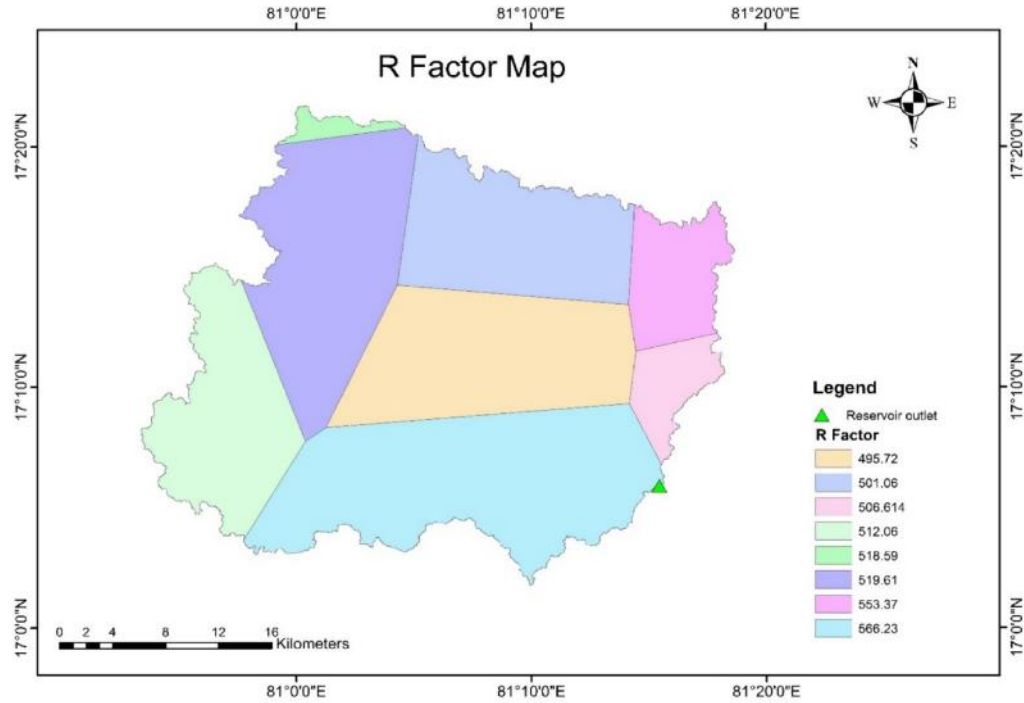 81°0'0"E 81°10'0"E 81°20'0"E
R Factor Map
N
W E
S
17°20'0"N 17°20'0"N
17°10'0"N 17°10'0"N
17°0'0"N 17°0'0"N
Legend
Reservoir outlet
R Factor
495.72
501.06
506.614
512.06
518.59
519.61
553.37
566.23
0 2 4 8 12 16
Kilometers
81°0'0"E 81°10'0"E 81°20'0"E